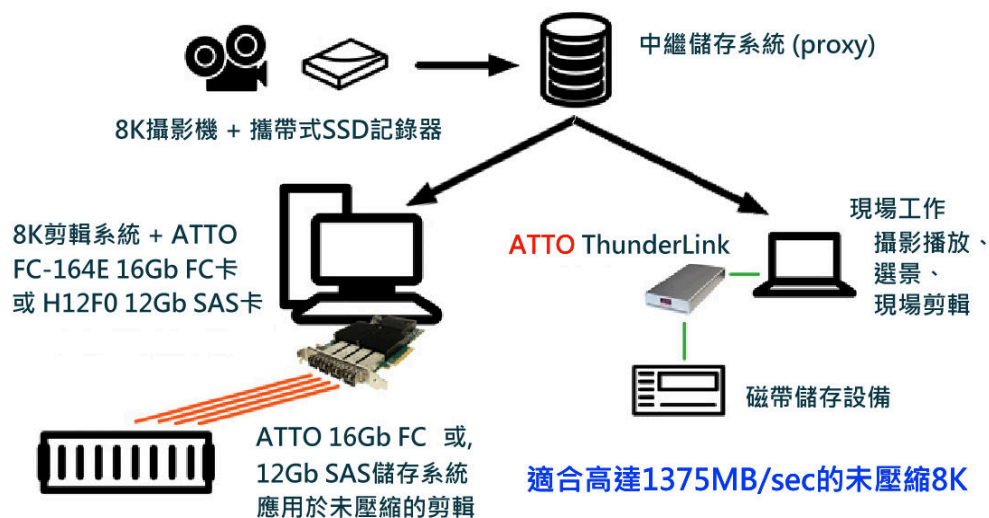 中繼儲存系統 (proxy)
8K攝影機 + 攜帶式SSD記錄器
8K剪輯系統 + ATTO
FC-164E 16Gb FC卡
或 H12F0 12Gb SAS卡
ATTO ThunderLink
現場工作
攝影播放、
選景、
現場剪輯
磁帶儲存設備
ATTO 16Gb FC 或,
12Gb SAS儲存系統
應用於未壓縮的剪輯
適合高達1375MB/sec的未壓縮8K